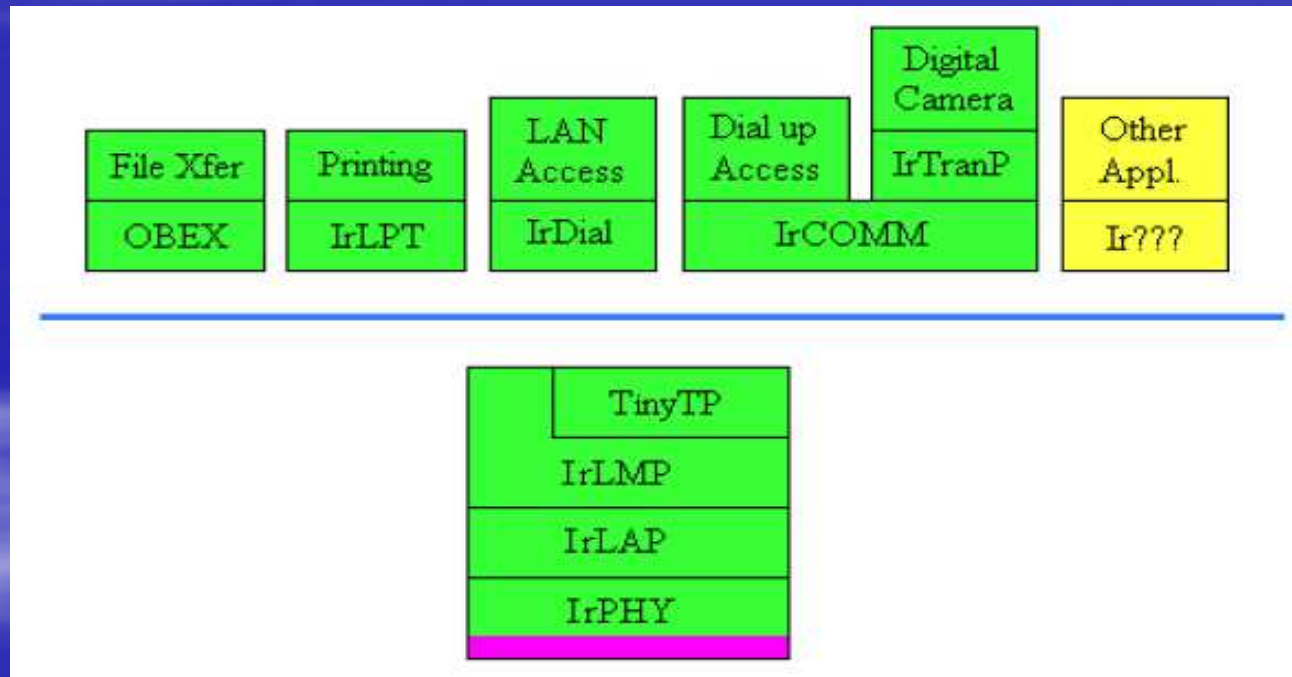 File Xfer
OBEX
Printing
IrLPT
LAN
Access
IrDial
Dial up
Access
Digital
Camera
IrTranP
IrCOMM
Other
Appl.
Ir???
TinyTP
IrLMP
IrLAP
IrPHY